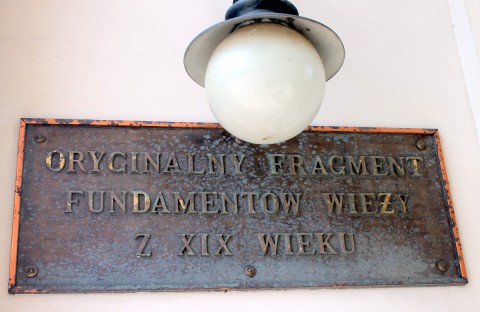 ORYGINALNY FRAGMENT
FUNDAMENTÓW WIEŻY
Z XIX WIEKU